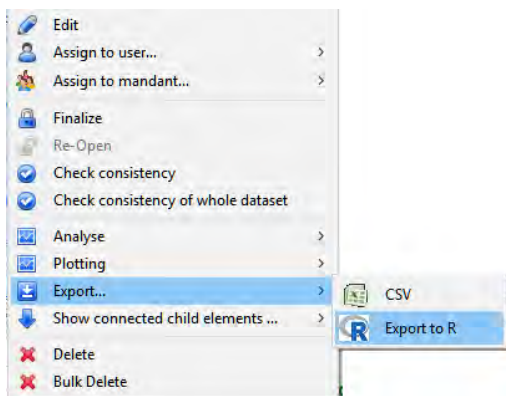 Edit
Assign to user...
Assign to mandant...
Finalize
Re-Open
Check consistency
Check consistency of whole dataset
Analyse
Plotting
Export...
CSV
Show connected child elements ...
R Export to R
Delete
Bulk Delete